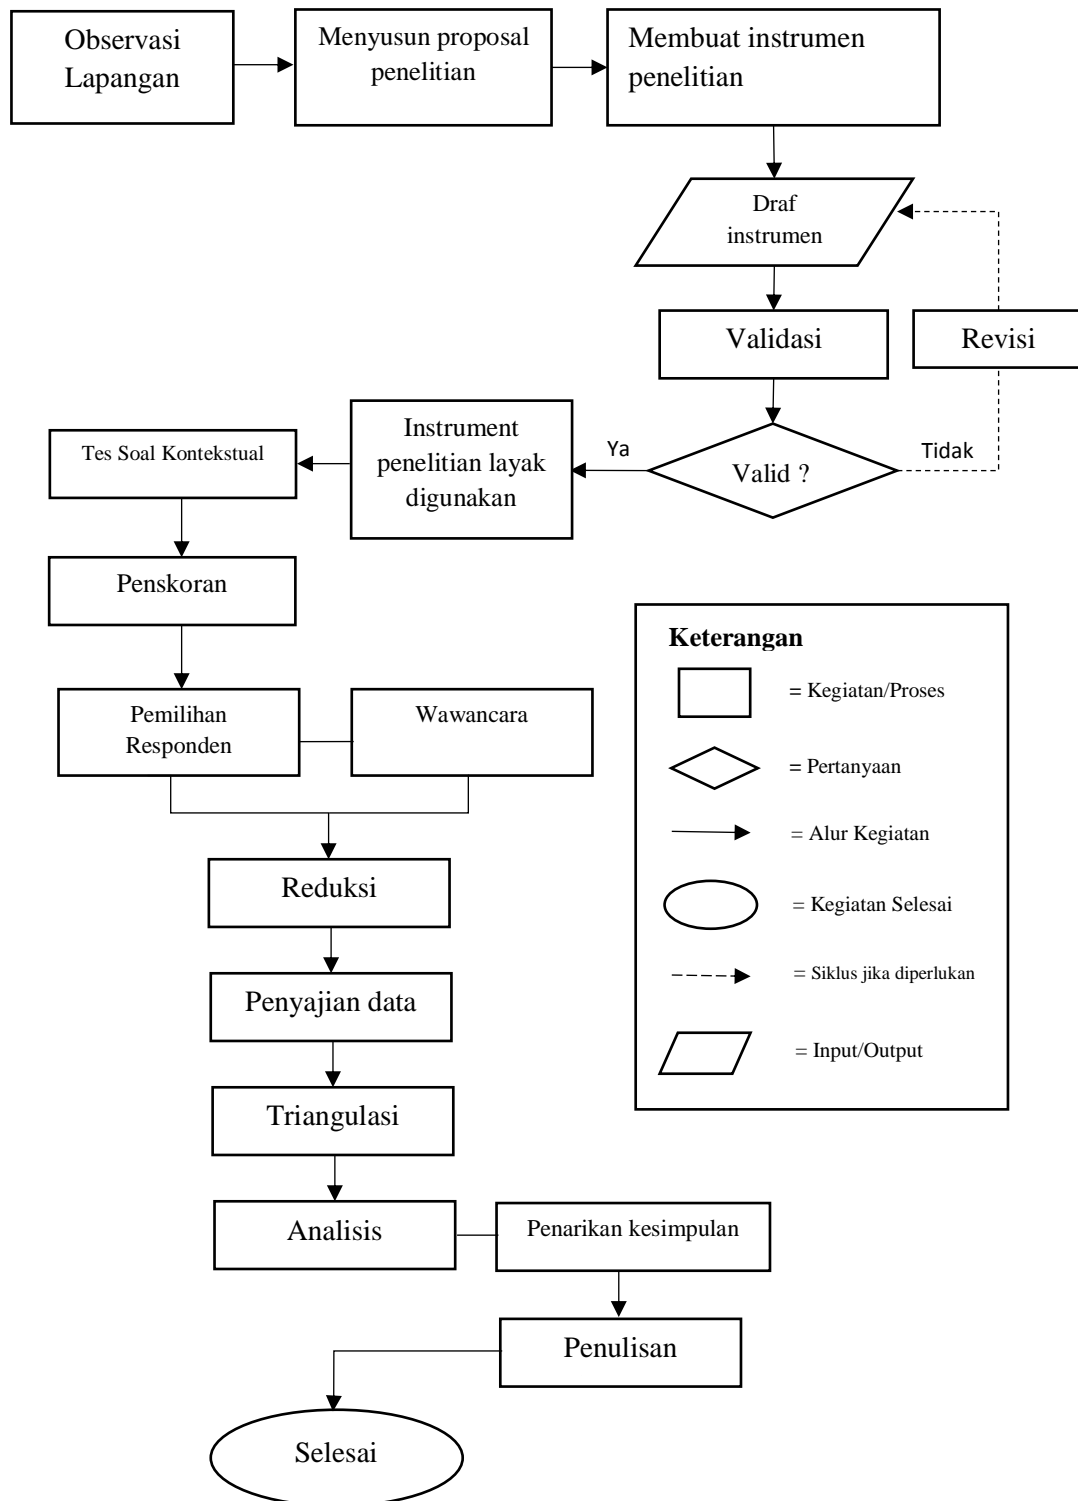 Observasi
Lapangan
Menyusun proposal
penelitian
Membuat instrumen
penelitian
Draf
instrumen
Validasi
Revisi
Valid ?
Ya
Tidak
Instrument
penelitian layak
digunakan
Tes Soal Kontekstual
Penskoran
Pemilihan
Responden
Wawancara
Reduksi
Penyajian data
Triangulasi
Analisis
Penarikan kesimpulan
Penulisan
Selesai
Keterangan
= Kegiatan/Proses
= Pertanyaan
= Alur Kegiatan
= Kegiatan Selesai
= Siklus jika diperlukan
= Input/Output